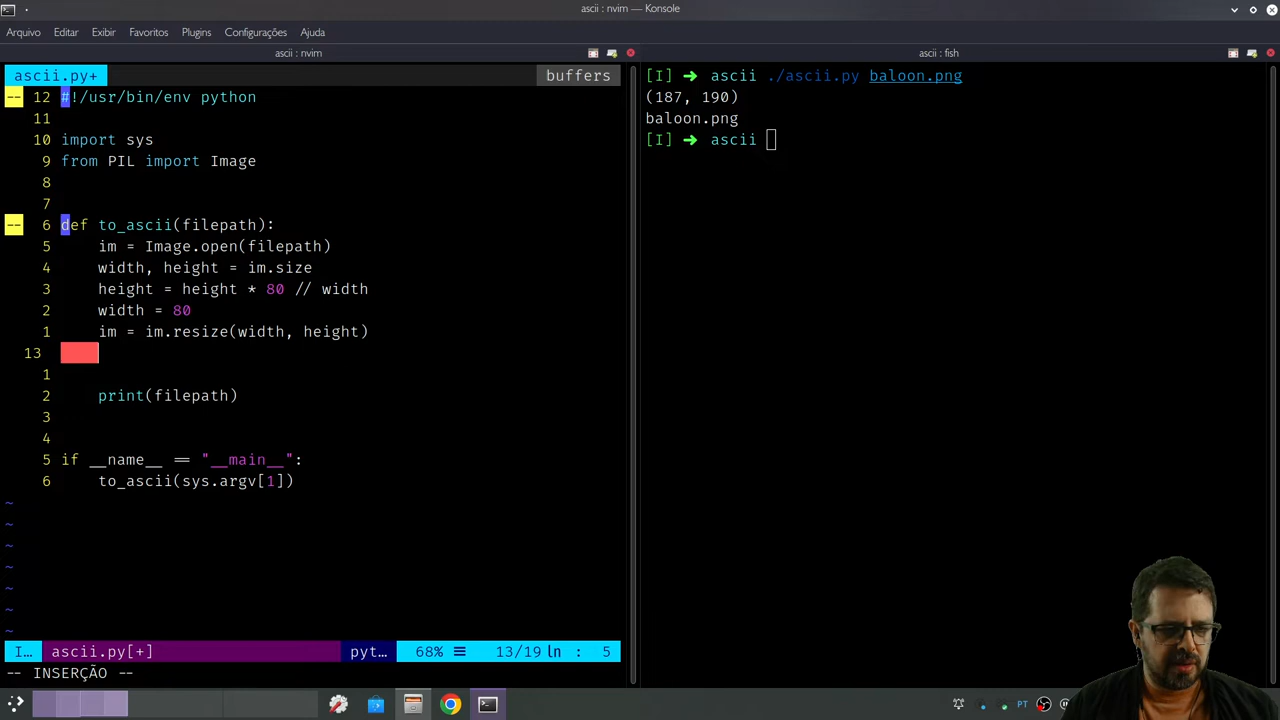 ascii : nvim — Konsole
Arquivo Editar Exibir Favoritos Plugins Configurações Ajuda
ascii : nvim
ascii : fish
ascii.py+ buffers
-- 12 #!/usr/bin/env python
11
10 import sys
9 from PIL import Image
8
7
-- 6 def to_ascii(filepath):
5 im = Image.open(filepath)
4 width, height = im.size
3 height = height * 80 // width
2 width = 80
1 im = im.resize(width, height)
13
1
2 print(filepath)
3
4
5 if __name__ == "__main__":
6 to_ascii(sys.argv[1])
~
~
~
~
~
~
~
I… ascii.py[+] pyt… 68% ☰ 13/19 ln : 5
-- INSERÇÃO --
[I] ➜ ascii ./ascii.py baloon.png
(187, 190)
baloon.png
[I] ➜ ascii
PT